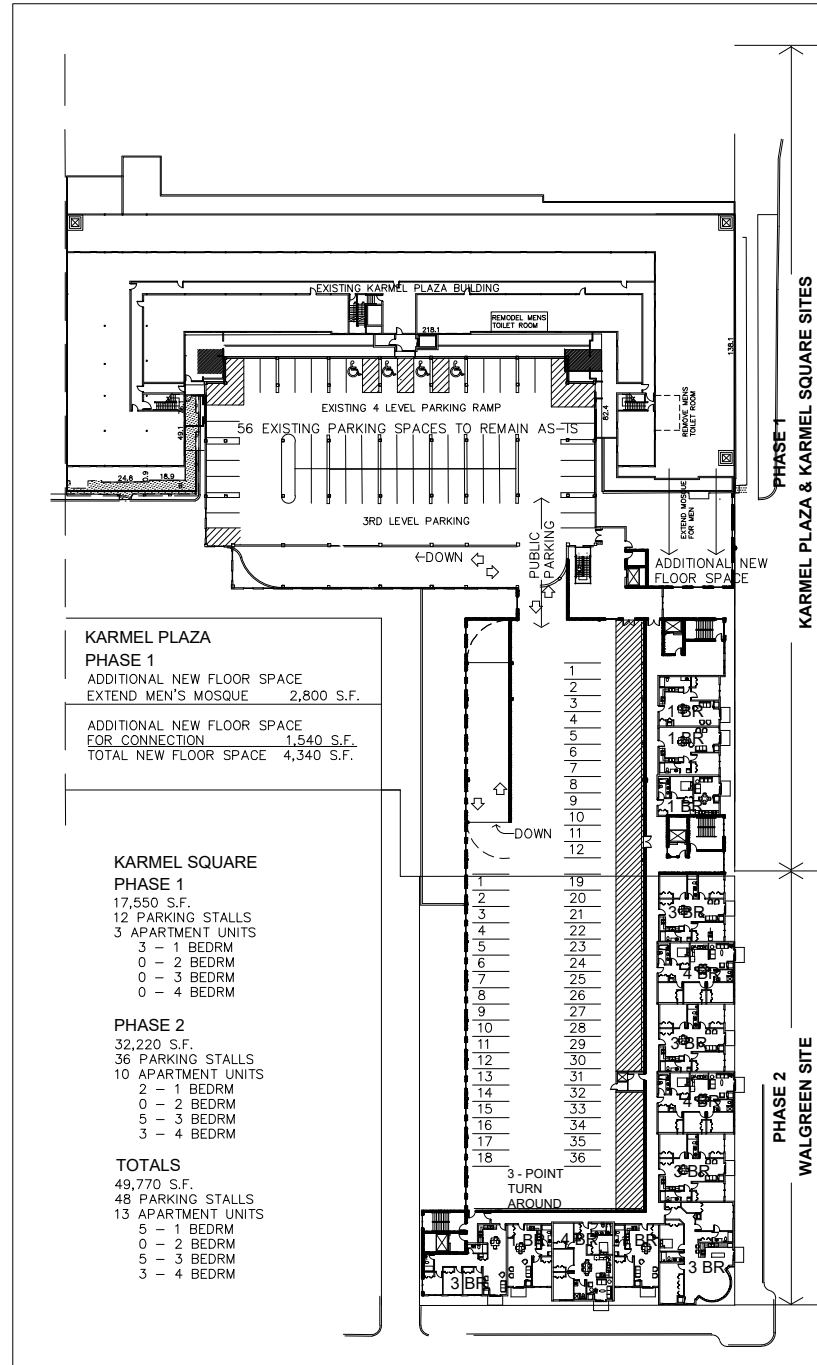 EXISTING KARMEL PLAZA BUILDING
REMODEL MENS
TOILET ROOM
218.1
138.1
EXISTING 4 LEVEL PARKING RAMP
56 EXISTING PARKING SPACES TO REMAIN AS-IS
82.4
REMOVE MENS
TOILET ROOM
49.1
24.8
0.9
18.9
3RD LEVEL PARKING
EXTEND MOSQUE
FOR MEN
←DOWN
PUBLIC
PARKING
ADDITIONAL NEW
FLOOR SPACE
PHASE 1
KARMEL PLAZA & KARMEL SQUARE SITES
KARMEL PLAZA
PHASE 1
ADDITIONAL NEW FLOOR SPACE
EXTEND MEN'S MOSQUE 2,800 S.F.
ADDITIONAL NEW FLOOR SPACE
FOR CONNECTION 1,540 S.F.
TOTAL NEW FLOOR SPACE 4,340 S.F.
1
2
3
4
5
6
7
8
9
10
11
12
DOWN
1 BR
1 BR
1 BR
KARMEL SQUARE
PHASE 1
17,550 S.F.
12 PARKING STALLS
3 APARTMENT UNITS
3 - 1 BEDRM
0 - 2 BEDRM
0 - 3 BEDRM
0 - 4 BEDRM
PHASE 2
32,220 S.F.
36 PARKING STALLS
10 APARTMENT UNITS
2 - 1 BEDRM
0 - 2 BEDRM
5 - 3 BEDRM
3 - 4 BEDRM
TOTALS
49,770 S.F.
48 PARKING STALLS
13 APARTMENT UNITS
5 - 1 BEDRM
0 - 2 BEDRM
5 - 3 BEDRM
3 - 4 BEDRM
1 19
2 20
3 21
4 22
5 23
6 24
7 25
8 26
9 27
10 28
11 29
12 30
13 31
14 32
15 33
16 34
17 35
18 36
3 - POINT
TURN
AROUND
3 BR
4 BR
3 BR
4 BR
3 BR
3 BR
BR
4 BR
BR
3 BR
PHASE 2
WALGREEN SITE